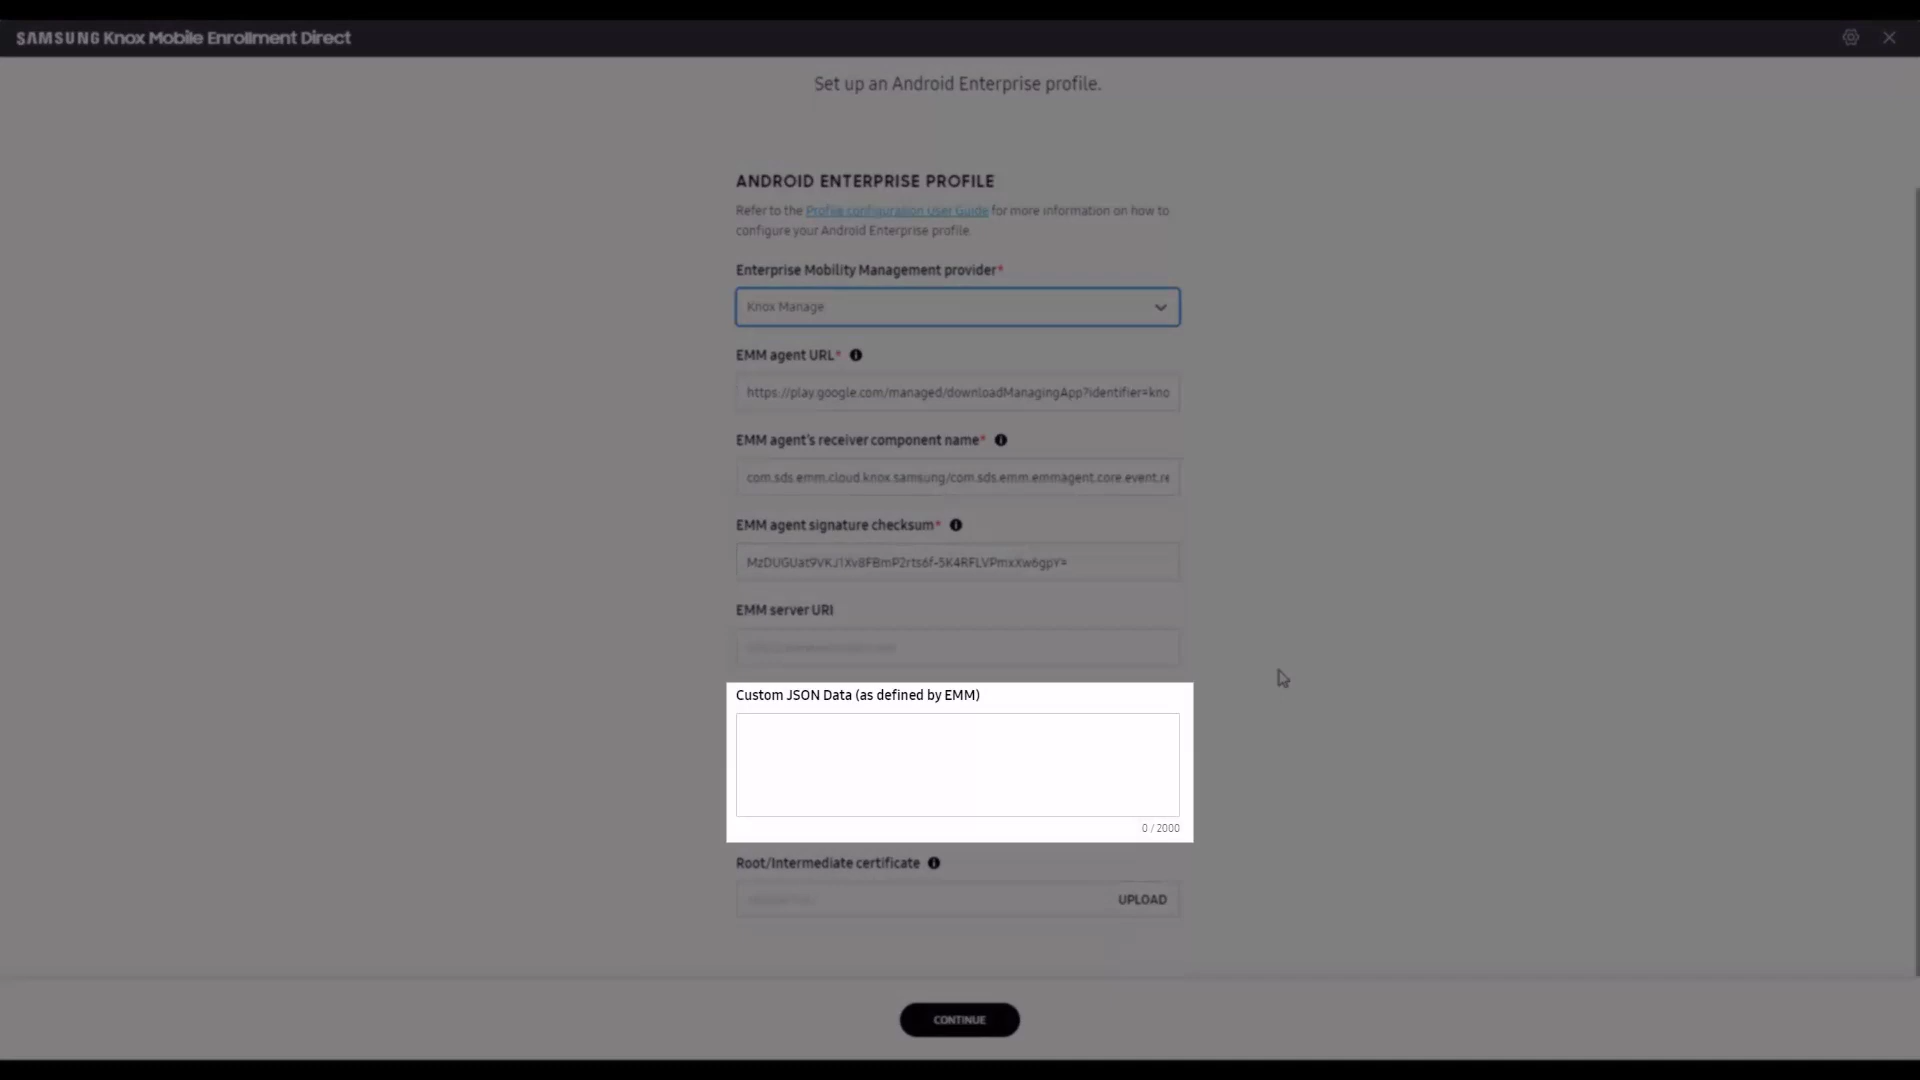 SAMSUNG Knox Mobile Enrollment Direct
Set up an Android Enterprise profile.
ANDROID ENTERPRISE PROFILE
Refer to the Profile configuration User Guide for more information on how to
configure your Android Enterprise profile.
Enterprise Mobility Management provider*
Knox Manage
EMM agent URL*
https://play.google.com/managed/downloadManagingApp?identifier=kno
EMM agent's receiver component name*
com.sds.emm.cloud.knox.samsung/com.sds.emm.emmagent.core.event.re
EMM agent signature checksum*
MzDUGUat9VKJ1Xv8FBmP2rts6f-5K4RFLVPmxXw6gpY=
EMM server URI
Custom JSON Data (as defined by EMM)
0 / 2000
Root/Intermediate certificate
UPLOAD
CONTINUE